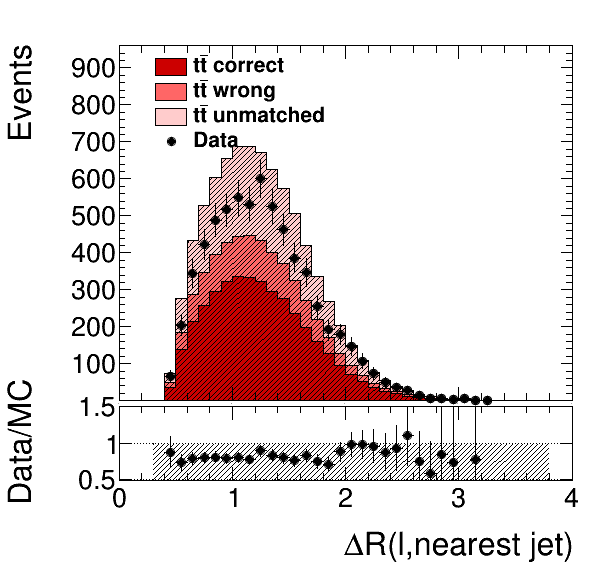 Events
900
800
700
600
500
400
300
200
100
tt̅ correct
tt̅ wrong
tt̅ unmatched
Data
Data/MC
1.5
1
0.5
0 1 2 3 4
ΔR(l,nearest jet)